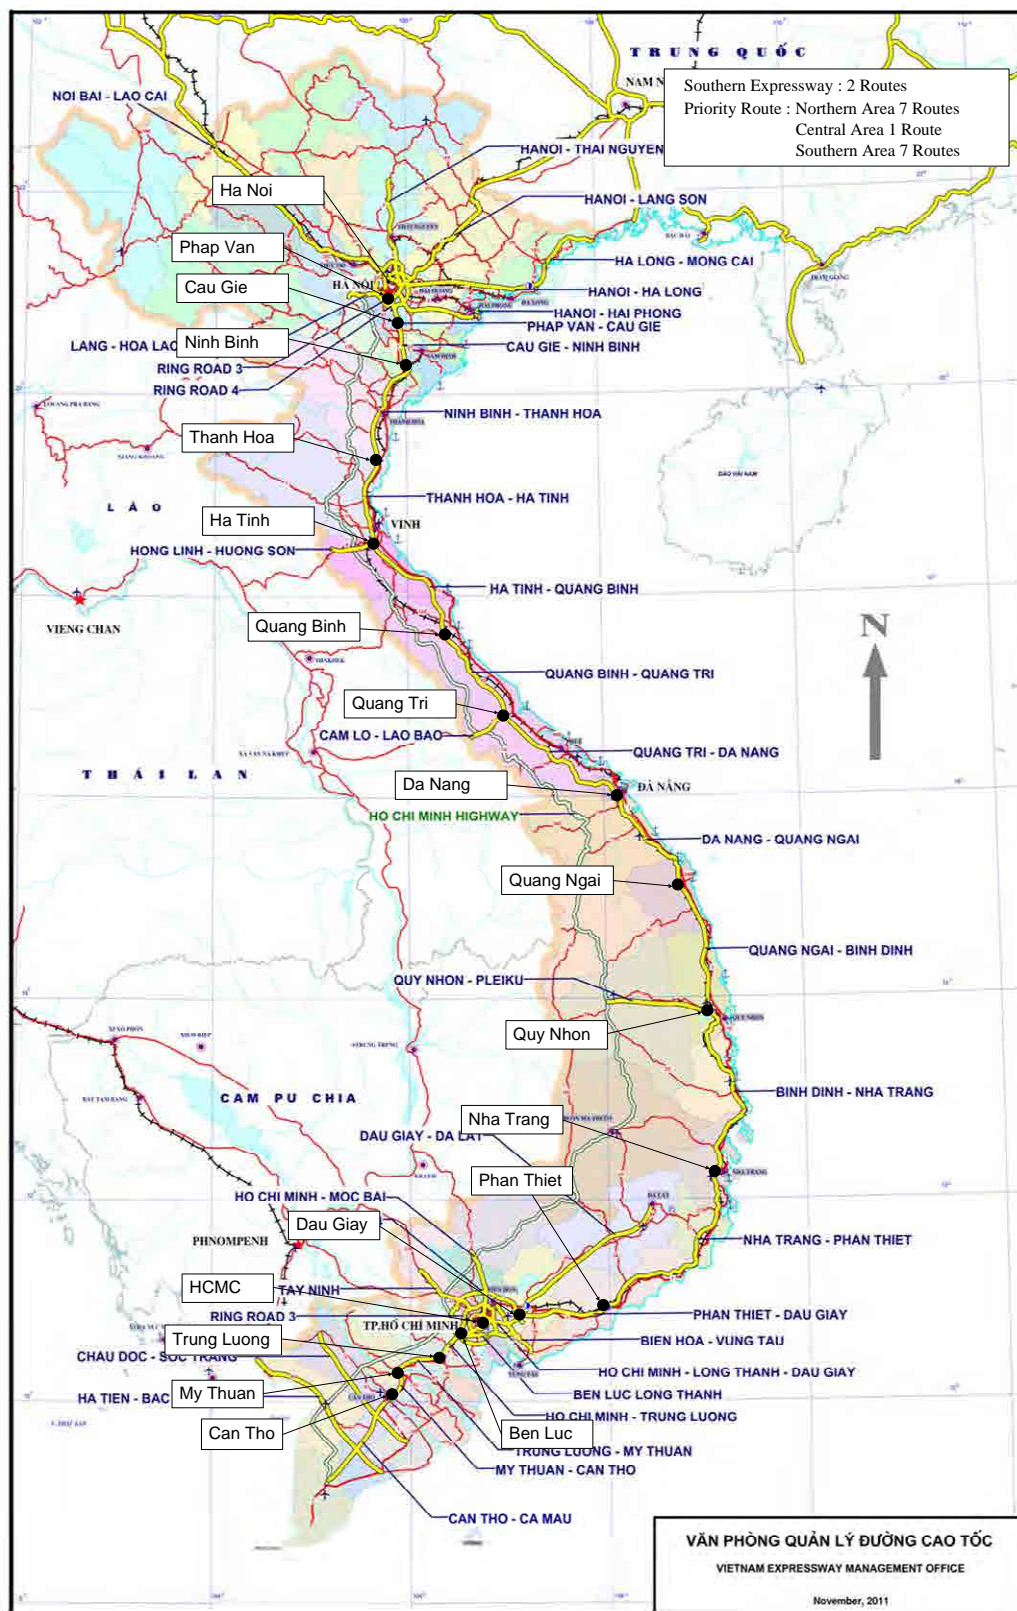 TRUNG QUỐC
Southern Expressway : 2 Routes
Priority Route : Northern Area 7 Routes
Central Area 1 Route
Southern Area 7 Routes
NOI BAI - LAO CAI
HANOI - THAI NGUYEN
Ha Noi
HANOI - LANG SON
Phap Van
HA LONG - MONG CAI
Cau Gie
HÀ NỘI
HANOI - HA LONG
HANOI - HAI PHONG
PHAP VAN - CAU GIE
LANG - HOA LAC
Ninh Binh
CAU GIE - NINH BINH
RING ROAD 3
RING ROAD 4
NINH BINH - THANH HOA
Thanh Hoa
ĐẢO HẢI NAM
THANH HOA - HA TINH
LÀO
Ha Tinh
VINH
HONG LINH - HUONG SON
HA TINH - QUANG BINH
VIENG CHAN
Quang Binh
N
QUANG BINH - QUANG TRI
Quang Tri
CAM LO - LAO BAO
QUANG TRI - DA NANG
THÁI LAN
Da Nang
ĐÀ NẴNG
HO CHI MINH HIGHWAY
DA NANG - QUANG NGAI
Quang Ngai
QUANG NGAI - BINH DINH
QUY NHON - PLEIKU
Quy Nhon
QUY NHON
CAM PU CHIA
BINH DINH - NHA TRANG
Nha Trang
DAU GIAY - DA LAT
NHA TRANG
Phan Thiet
HO CHI MINH - MOC BAI
Dau Giay
PHNOMPENH
NHA TRANG - PHAN THIET
HCMC
TAY NINH
RING ROAD 3
TP.HỒ CHÍ MINH
PHAN THIET - DAU GIAY
Trung Luong
BIEN HOA - VUNG TAU
CHAU DOC - SOC TRANG
HO CHI MINH - LONG THANH - DAU GIAY
My Thuan
HA TIEN - BAC
BEN LUC LONG THANH
HO CHI MINH - TRUNG LUONG
Can Tho
Ben Luc
TRUNG LUONG - MY THUAN
MY THUAN - CAN THO
CAN THO - CA MAU
VĂN PHÒNG QUẢN LÝ ĐƯỜNG CAO TỐC
VIETNAM EXPRESSWAY MANAGEMENT OFFICE
November, 2011